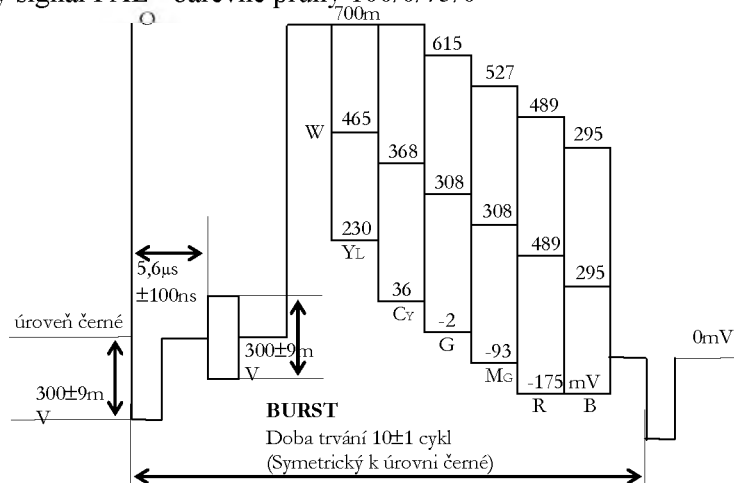 signál PAL - barevné pruhy 100/0/75/0
700m
615
527
489
295
W
465
368
308
308
489
295
230
YL
36
CY
-2
G
-93
MG
-175 mV
R
B
5,6μs
±100ns
úroveň černé
300±9m
V
300±9m
V
0mV
BURST
Doba trvání 10±1 cykl
(Symetrický k úrovni černé)